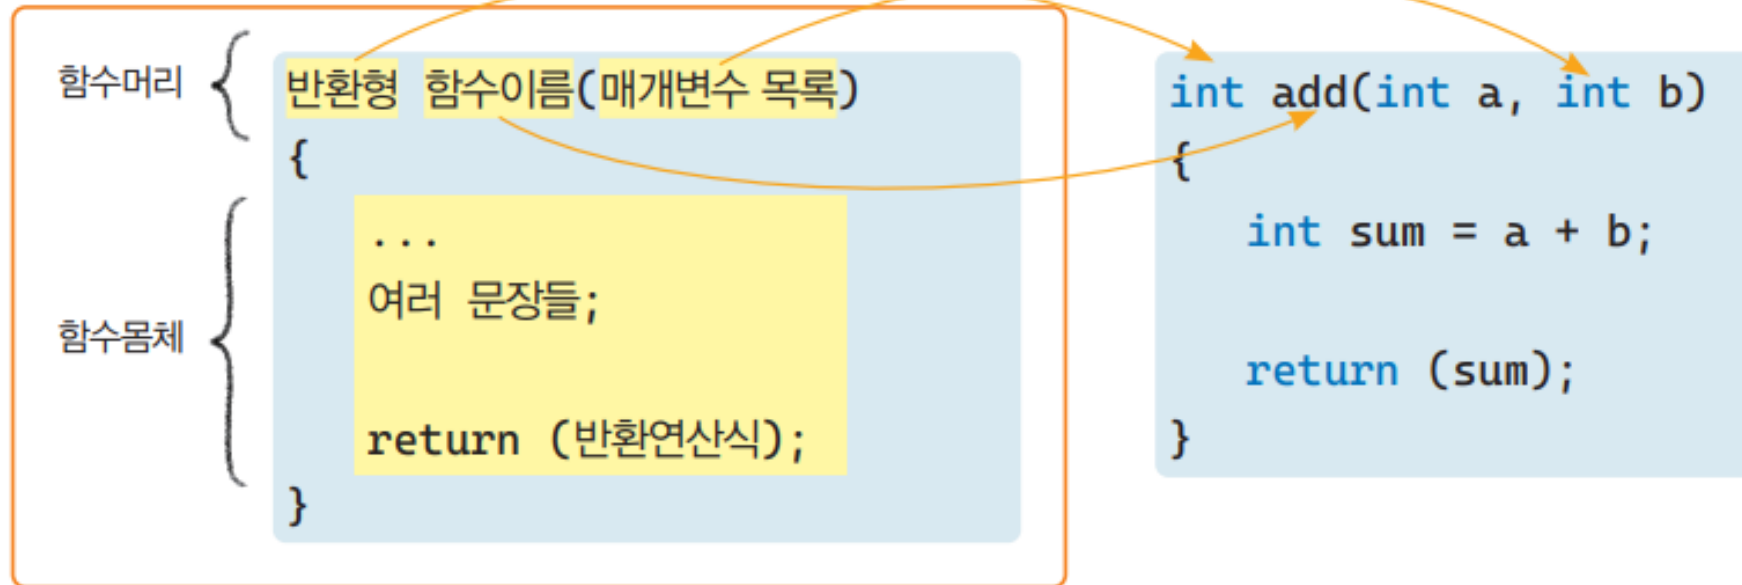 함수머리
반환형 함수이름(매개변수 목록)
{
...
여러 문장들;
함수몸체
return (반환연산식);
}
int add(int a, int b)
{
int sum = a + b;
return (sum);
}